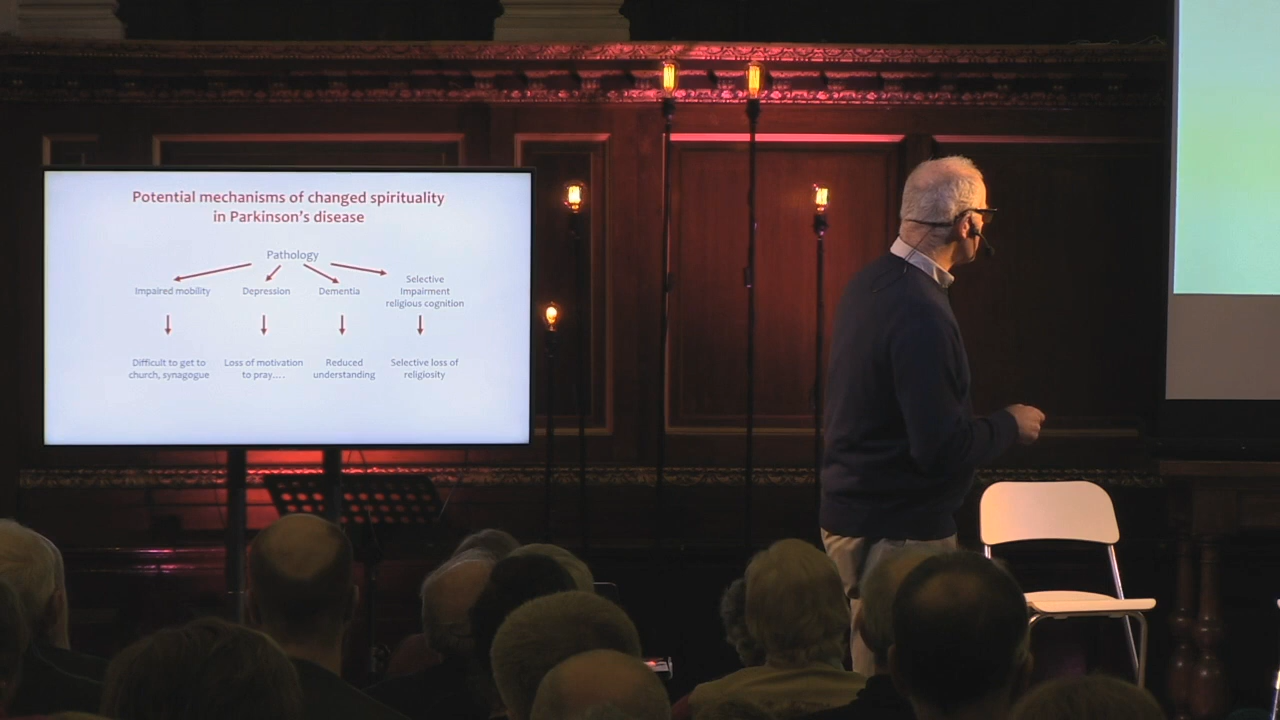 Potential mechanisms of changed spirituality
in Parkinson's disease
Pathology
Impaired mobility
Depression
Dementia
Selective
Impairment
religious cognition
Difficult to get to
church, synagogue
Loss of motivation
to pray....
Reduced
understanding
Selective loss of
religiosity